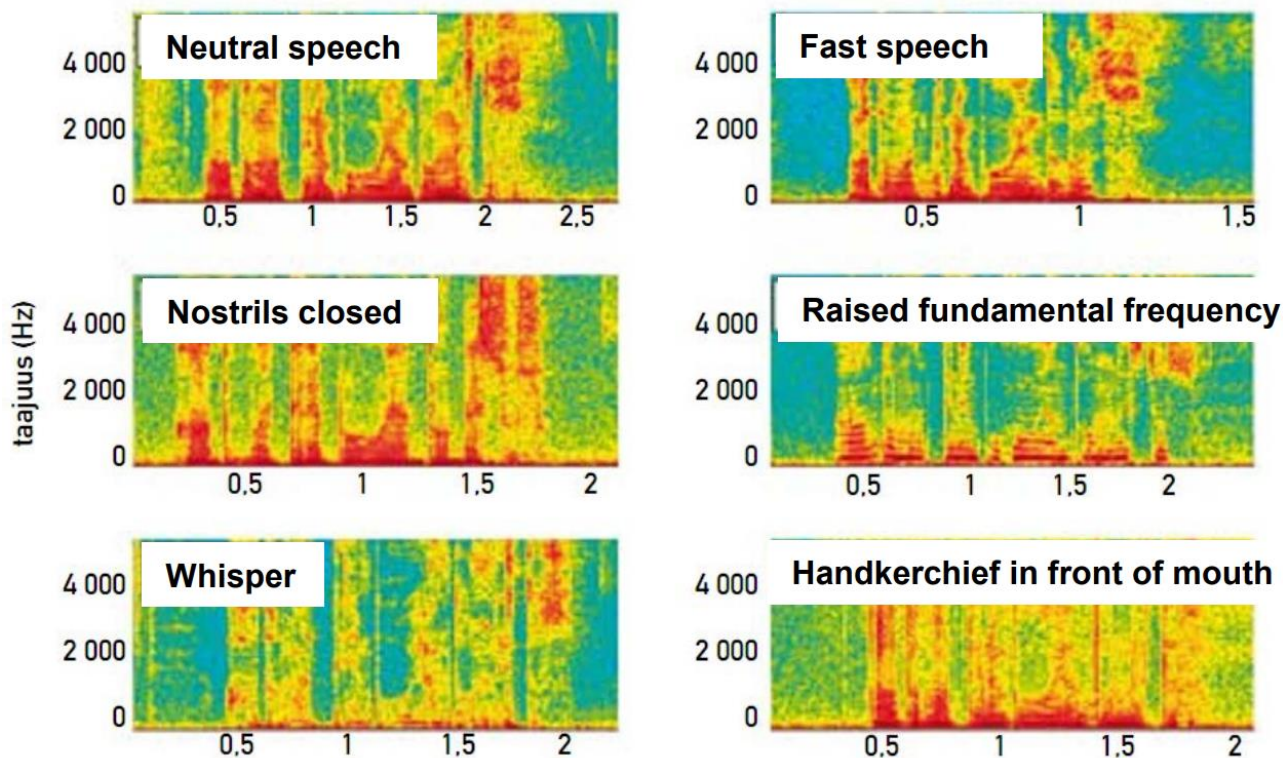 Neutral speech
4 000
2 000
0
0,5 1 1,5 2 2,5
Fast speech
4 000
2 000
0
0,5 1 1,5
taajuus (Hz)
Nostrils closed
4 000
2 000
0
0,5 1 1,5 2
Raised fundamental frequency
4 000
2 000
0
0,5 1 1,5 2
Whisper
4 000
2 000
0
0,5 1 1,5 2
Handkerchief in front of mouth
4 000
2 000
0
0,5 1 1,5 2